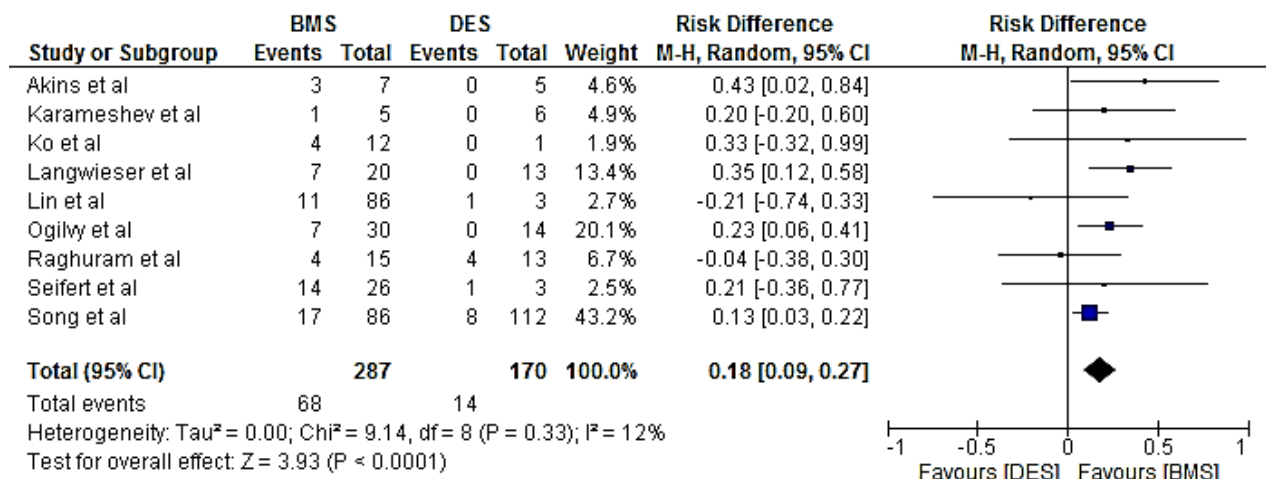 BMS DES Risk Difference Risk Difference
Study or Subgroup Events Total Events Total Weight M-H, Random, 95% CI M-H, Random, 95% CI
Akins et al 3 7 0 5 4.6% 0.43 [0.02, 0.84]
Karameshev et al 1 5 0 6 4.9% 0.20 [-0.20, 0.60]
Ko et al 4 12 0 1 1.9% 0.33 [-0.32, 0.99]
Langwieser et al 7 20 0 13 13.4% 0.35 [0.12, 0.58]
Lin et al 11 86 1 3 2.7% -0.21 [-0.74, 0.33]
Ogilvy et al 7 30 0 14 20.1% 0.23 [0.06, 0.41]
Raghuram et al 4 15 4 13 6.7% -0.04 [-0.38, 0.30]
Seifert et al 14 26 1 3 2.5% 0.21 [-0.36, 0.77]
Song et al 17 86 8 112 43.2% 0.13 [0.03, 0.22]
Total (95% CI) 287 170 100.0% 0.18 [0.09, 0.27]
Total events 68 14
Heterogeneity: Tau² = 0.00; Chi² = 9.14, df = 8 (P = 0.33); I² = 12%
Test for overall effect: Z = 3.93 (P < 0.0001)
-1 -0.5 0 0.5 1
Favours [DES] Favours [BMS]